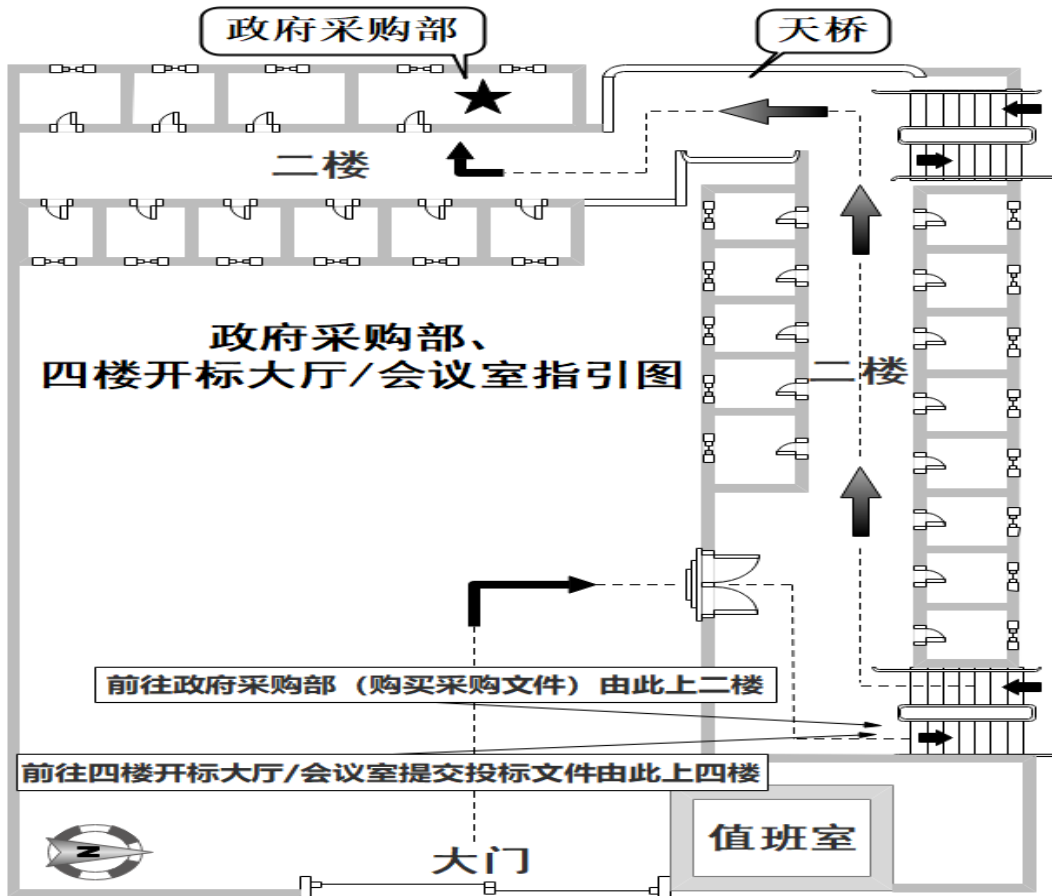 政府采购部
天桥
二楼
政府采购部、
四楼开标大厅/会议室指引图
二楼
前往政府采购部（购买采购文件）由此上二楼
前往四楼开标大厅/会议室提交投标文件由此上四楼
值班室
大门
N